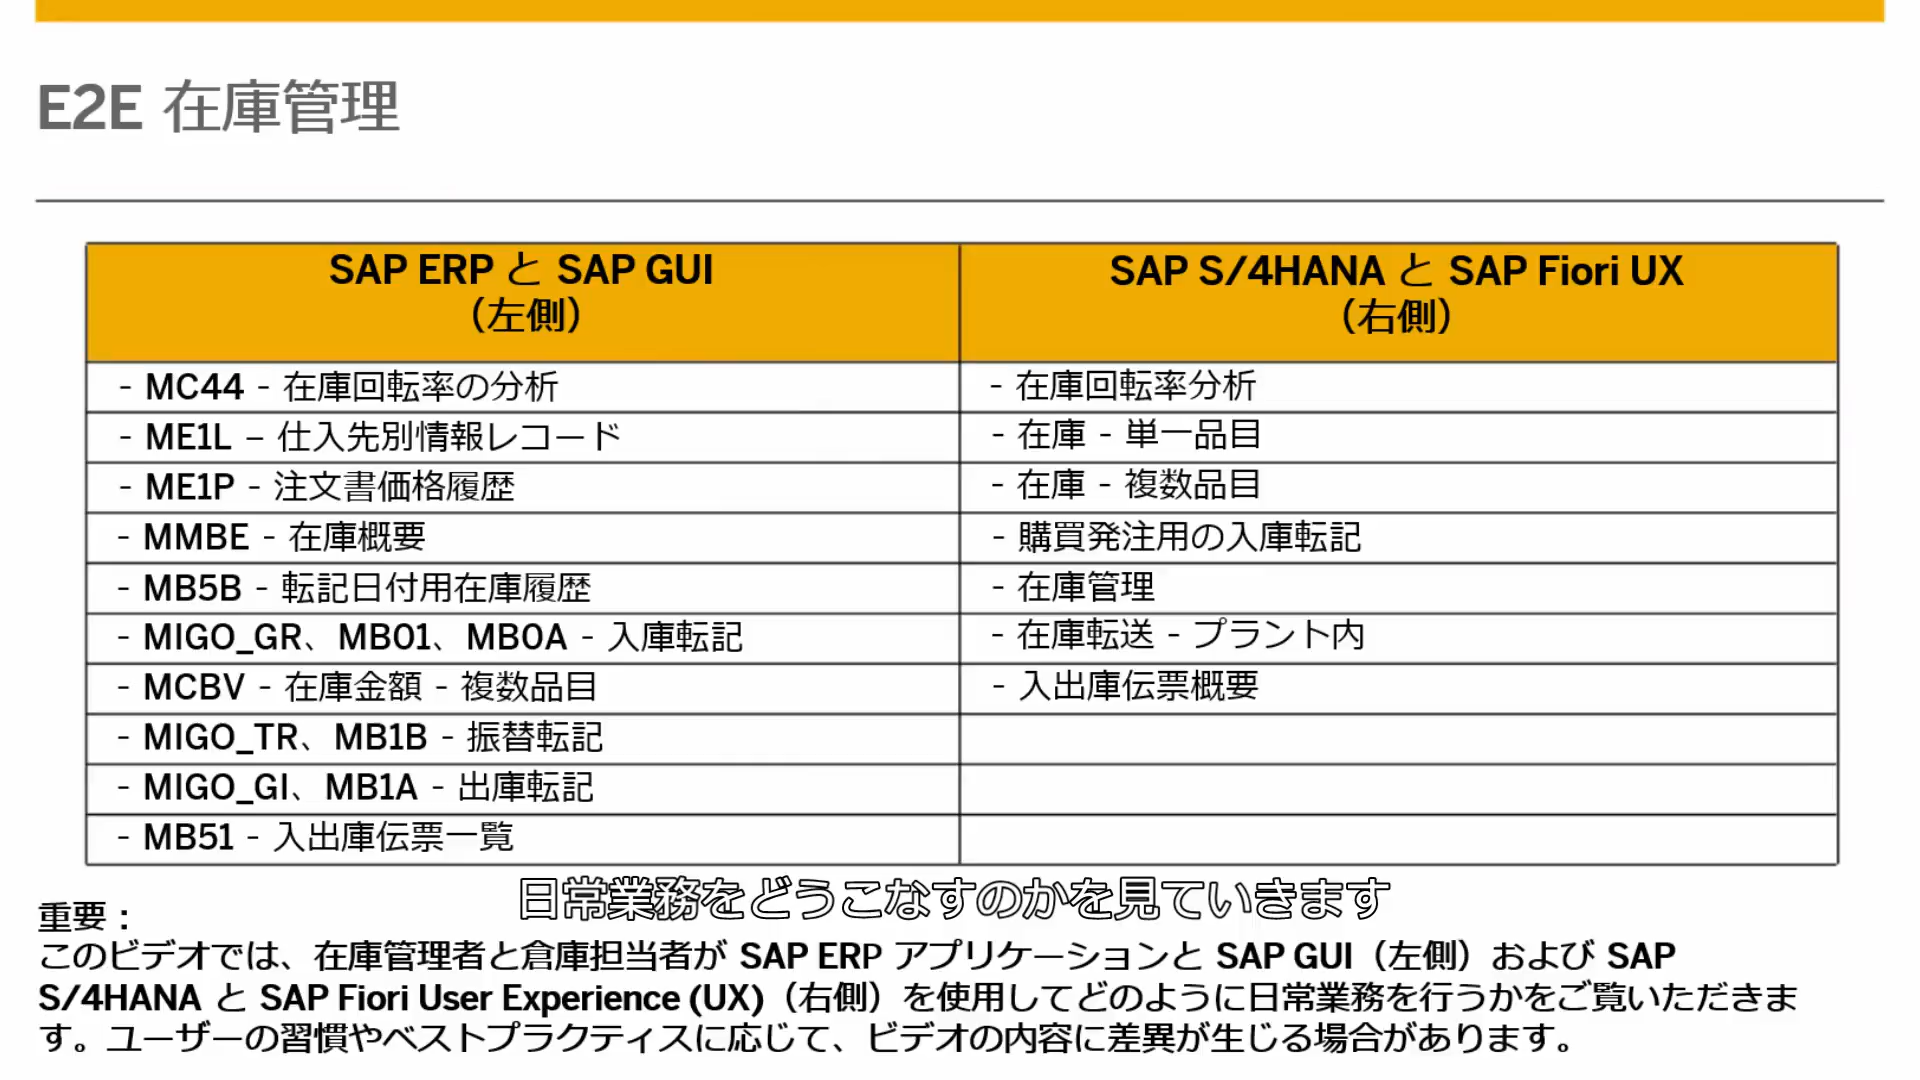 E2E 在庫管理
SAP ERP と SAP GUI
（左側）
SAP S/4HANA と SAP Fiori UX
（右側）
- MC44 - 在庫回転率の分析
- 在庫回転率分析
- ME1L – 仕入先別情報レコード
- 在庫 - 単一品目
- ME1P - 注文書価格履歴
- 在庫 - 複数品目
- MMBE - 在庫概要
- 購買発注用の入庫転記
- MB5B - 転記日付用在庫履歴
- 在庫管理
- MIGO_GR、MB01、MB0A - 入庫転記
- 在庫転送 - プラント内
- MCBV - 在庫金額 - 複数品目
- 入出庫伝票概要
- MIGO_TR、MB1B - 振替転記
- MIGO_GI、MB1A - 出庫転記
- MB51 - 入出庫伝票一覧
日常業務をどうこなすのかを見ていきます
重要：
このビデオでは、在庫管理者と倉庫担当者が SAP ERP アプリケーションと SAP GUI（左側）および SAP
S/4HANA と SAP Fiori User Experience (UX)（右側）を使用してどのように日常業務を行うかをご覧いただきま
す。ユーザーの習慣やベストプラクティスに応じて、ビデオの内容に差異が生じる場合があります。